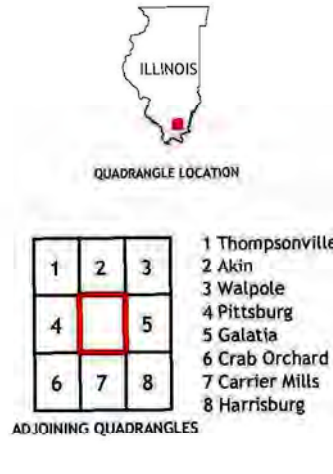 ILLINOIS
QUADRANGLE LOCATION
1 2 3
4 5
6 7 8
1 Thompsonville
2 Akin
3 Walpole
4 Pittsburg
5 Galatia
6 Crab Orchard
7 Carrier Mills
8 Harrisburg
ADJOINING QUADRANGLES